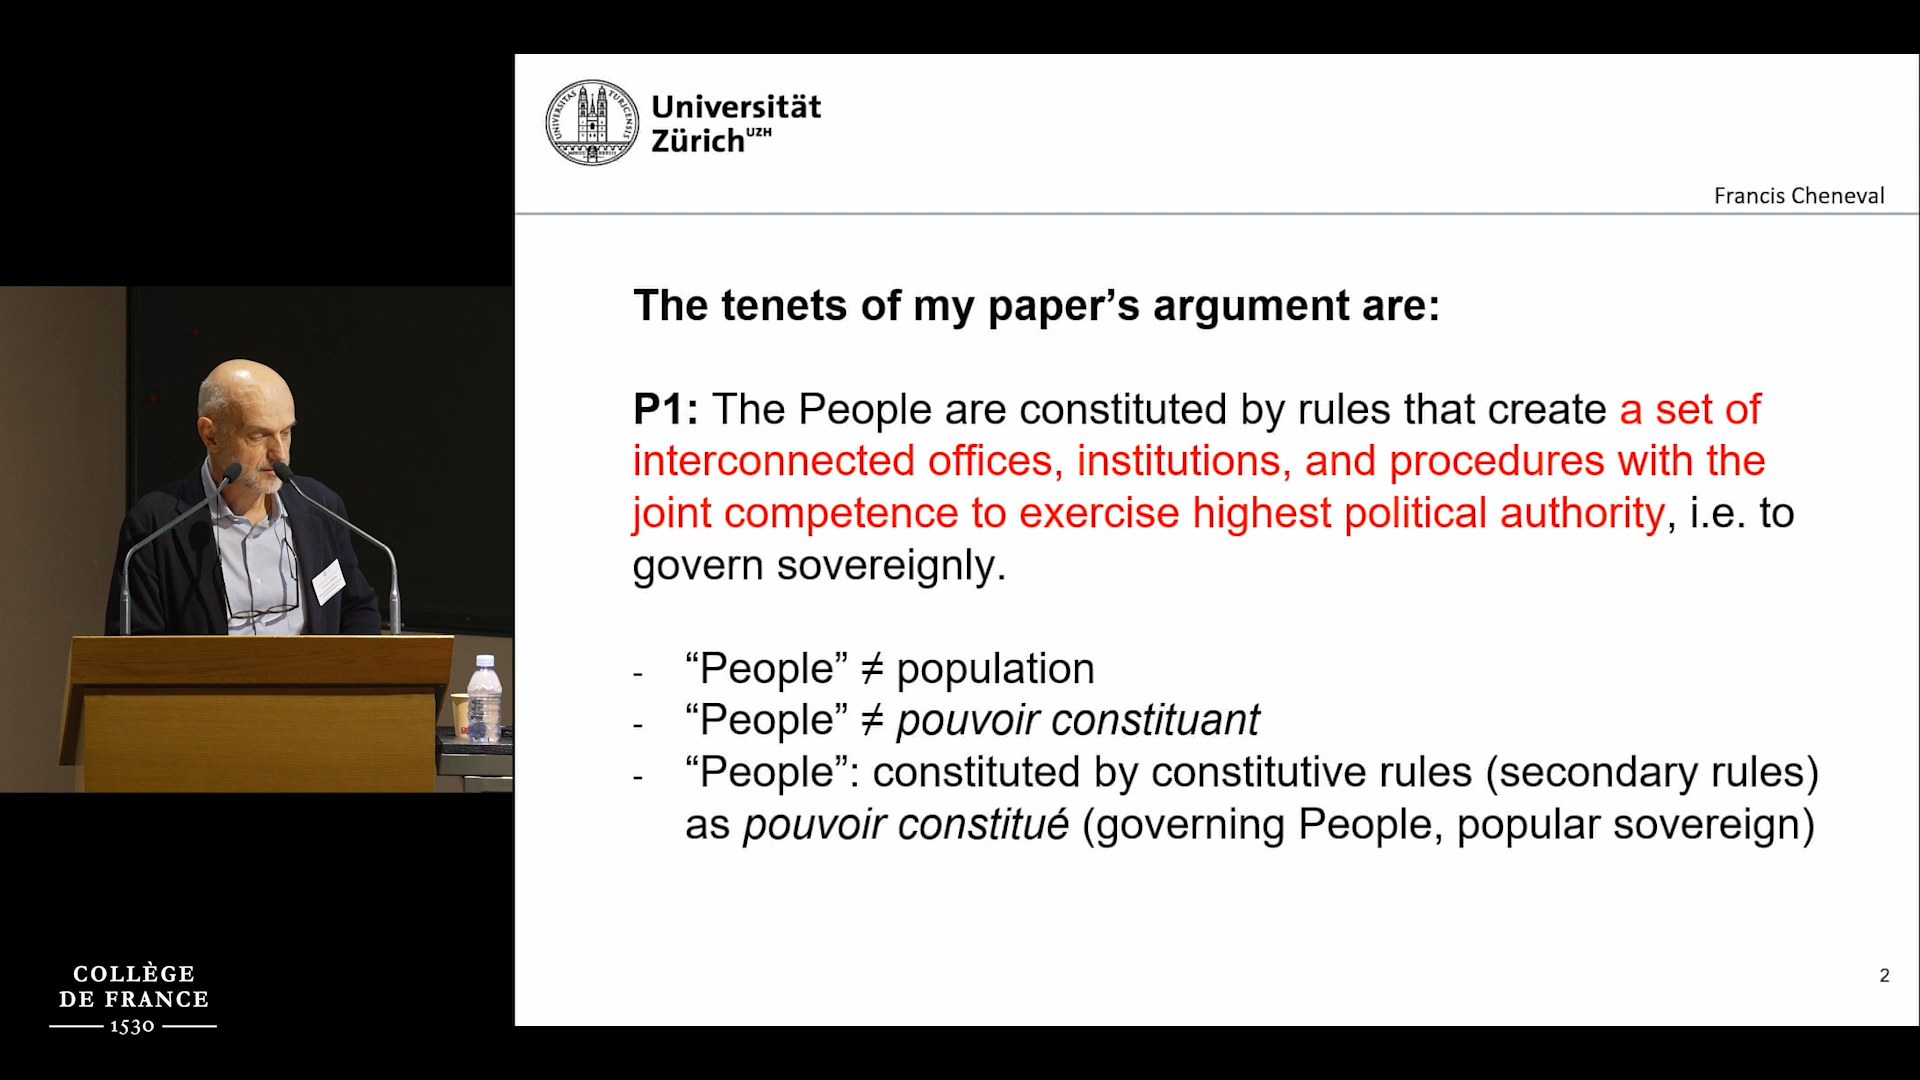 Universität
Zürich UZH
UNIVERSITAS TURICENSIS
Francis Cheneval
The tenets of my paper’s argument are:
P1: The People are constituted by rules that create a set of
interconnected offices, institutions, and procedures with the
joint competence to exercise highest political authority, i.e. to
govern sovereignly.
- “People” ≠ population
- “People” ≠ pouvoir constituant
- “People”: constituted by constitutive rules (secondary rules)
as pouvoir constitué (governing People, popular sovereign)
2
COLLÈGE
DE FRANCE
1530